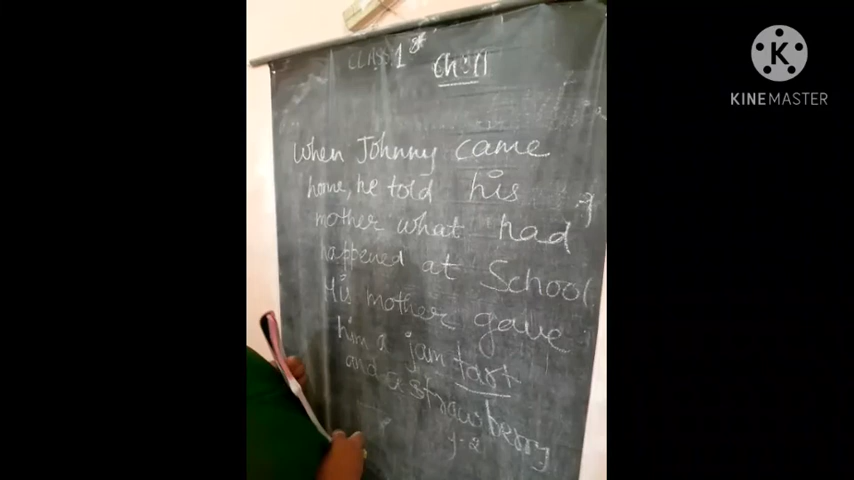 CLASS 1st
Ch:11
When Johnny came
home, he told his
mother what had
happened at School
His mother gave
him a jam tart
and a strawberry
KINEMASTER